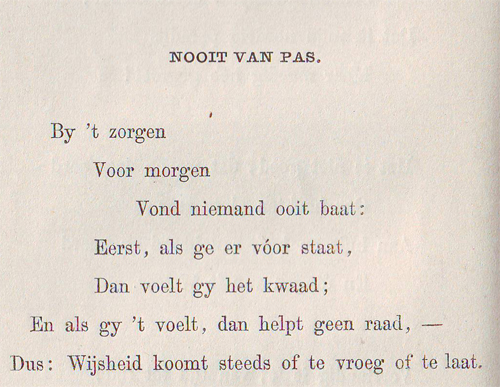 NOOIT VAN PAS.
By 't zorgen
Voor morgen
Vond niemand ooit baat:
Eerst, als ge er vóor staat,
Dan voelt gy het kwaad;
En als gy 't voelt, dan helpt geen raad, —
Dus: Wijsheid koomt steeds of te vroeg of te laat.